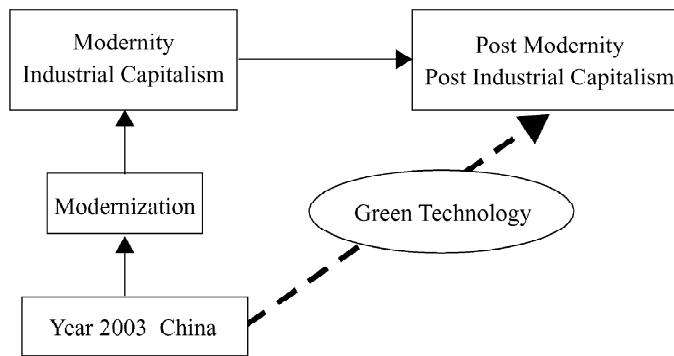 Modernity
Industrial Capitalism
Post Modernity
Post Industrial Capitalism
Modernization
Green Technology
Year 2003 China